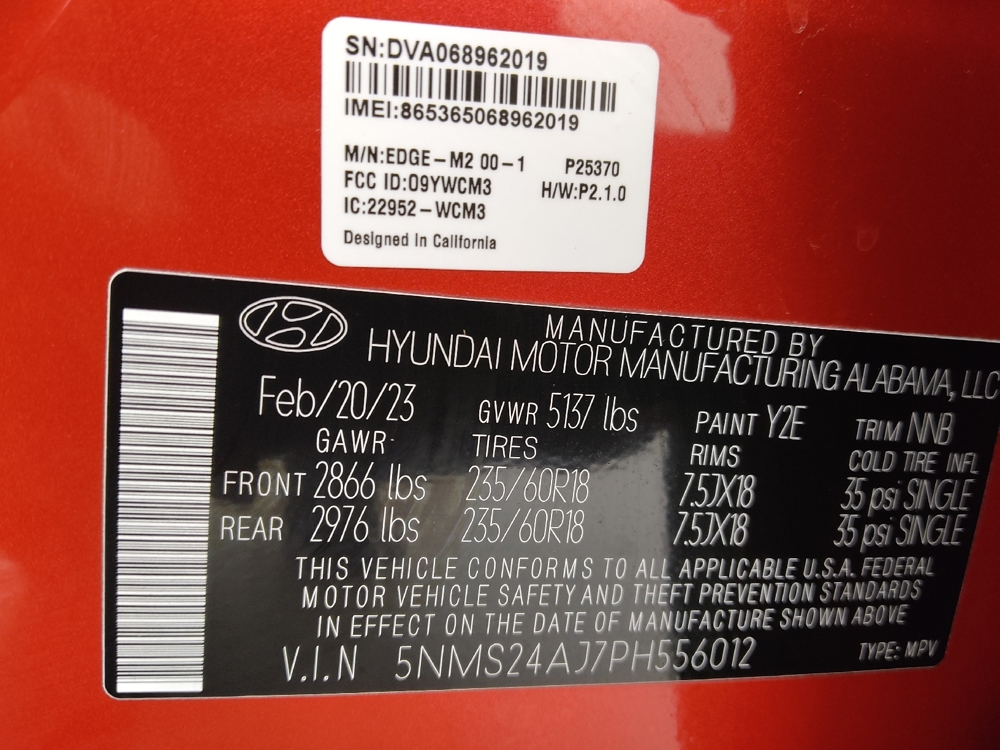 SN:DVA068962019
IMEI:865365068962019
M/N:EDGE-M2 00-1 P25370
FCC ID:O9YWCM3 H/W:P2.1.0
IC:22952-WCM3
Designed In California
MANUFACTURED BY
HYUNDAI MOTOR MANUFACTURING ALABAMA, LLC
Feb/20/23 GVWR 5137 lbs PAINT Y2E TRIM NNB
GAWR TIRES RIMS COLD TIRE INFL
FRONT 2866 lbs 235/60R18 7.5JX18 35 psi SINGLE
REAR 2976 lbs 235/60R18 7.5JX18 35 psi SINGLE
THIS VEHICLE CONFORMS TO ALL APPLICABLE U.S.A. FEDERAL
MOTOR VEHICLE SAFETY AND THEFT PREVENTION STANDARDS
IN EFFECT ON THE DATE OF MANUFACTURE SHOWN ABOVE
V.I.N 5NMS24AJ7PH556012 TYPE: MPV